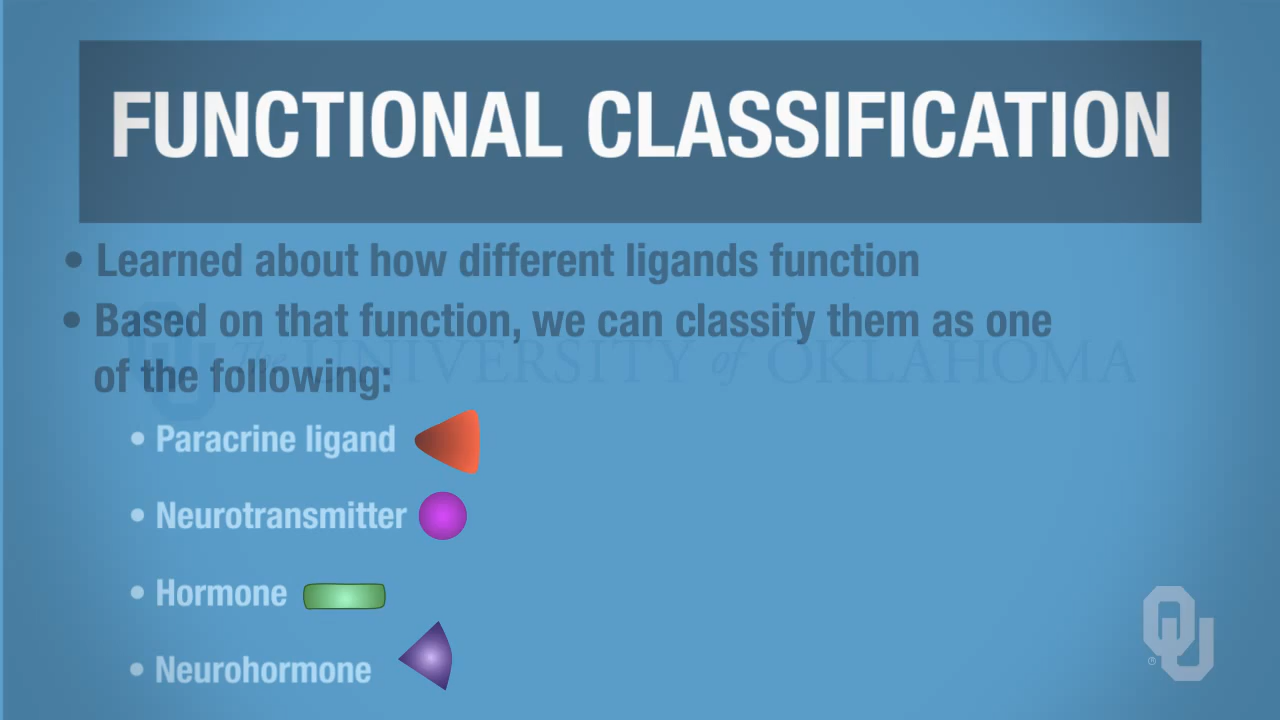 FUNCTIONAL CLASSIFICATION
• Learned about how different ligands function
• Based on that function, we can classify them as one
of the following:
The UNIVERSITY of OKLAHOMA
• Paracrine ligand
• Neurotransmitter
• Hormone
• Neurohormone
OU
®